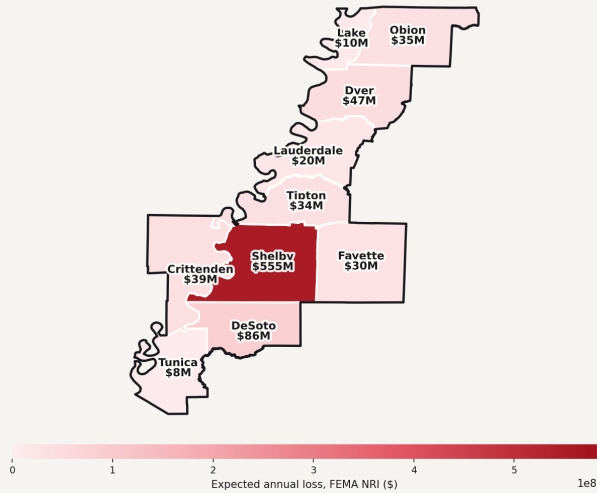 Lake
$10M
Obion
$35M
Dyer
$47M
Lauderdale
$20M
Tipton
$34M
Shelby
$555M
Fayette
$30M
Crittenden
$39M
DeSoto
$86M
Tunica
$8M
0 1 2 3 4 5
1e8
Expected annual loss, FEMA NRI ($)